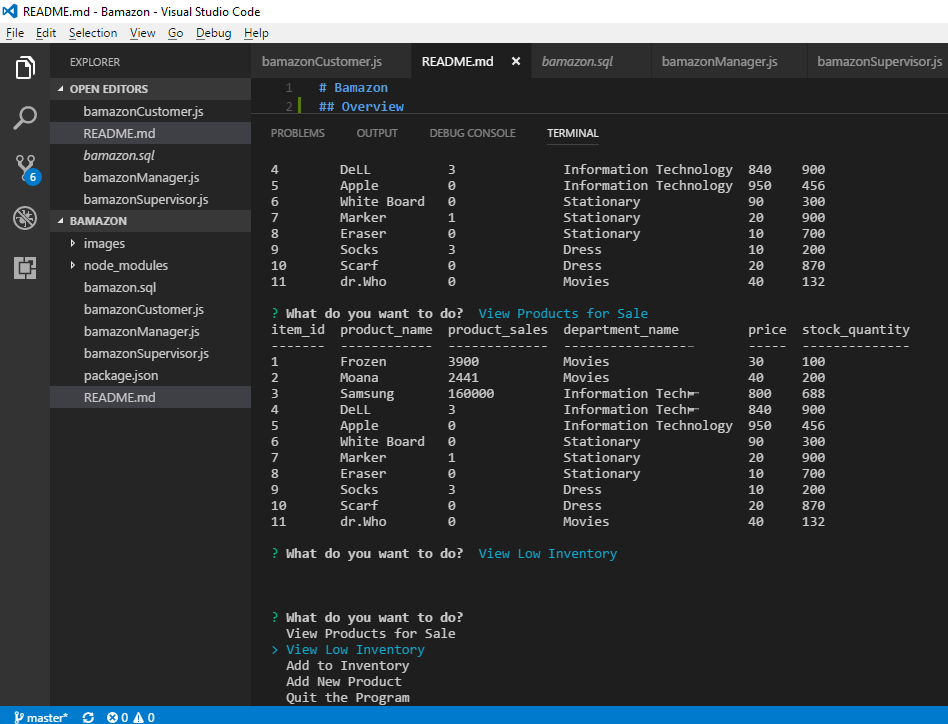 README.md - Bamazon - Visual Studio Code
File Edit Selection View Go Debug Help
EXPLORER
OPEN EDITORS
bamazonCustomer.js
README.md
bamazon.sql
bamazonManager.js
bamazonSupervisor.js
6
BAMAZON
images
node_modules
bamazon.sql
bamazonCustomer.js
bamazonManager.js
bamazonSupervisor.js
package.json
README.md
bamazonCustomer.js README.md × bamazon.sql bamazonManager.js bamazonSupervisor.js
1 # Bamazon
2 ## Overview
PROBLEMS OUTPUT DEBUG CONSOLE TERMINAL
4 DeLL 3 Information Technology 840 900
5 Apple 0 Information Technology 950 456
6 White Board 0 Stationary 90 300
7 Marker 1 Stationary 20 900
8 Eraser 0 Stationary 10 700
9 Socks 3 Dress 10 200
10 Scarf 0 Dress 20 870
11 dr.Who 0 Movies 40 132
? What do you want to do? View Products for Sale
item_id product_name product_sales department_name price stock_quantity
------- ------------ ------------- ----------------- ----- --------------
1 Frozen 3900 Movies 30 100
2 Moana 2441 Movies 40 200
3 Samsung 160000 Information Tech 800 688
4 DeLL 3 Information Tech 840 900
5 Apple 0 Information Technology 950 456
6 White Board 0 Stationary 90 300
7 Marker 1 Stationary 20 900
8 Eraser 0 Stationary 10 700
9 Socks 3 Dress 10 200
10 Scarf 0 Dress 20 870
11 dr.Who 0 Movies 40 132
? What do you want to do? View Low Inventory
? What do you want to do?
View Products for Sale
> View Low Inventory
Add to Inventory
Add New Product
Quit the Program
master* 0 0